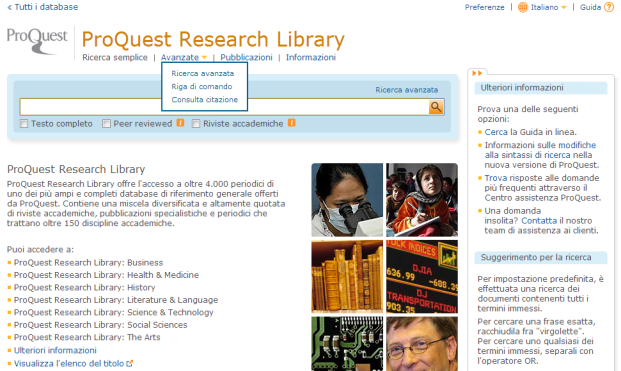 « Tutti i database
Preferenze | Italiano | Guida ?
ProQuest
ProQuest Research Library
Ricerca semplice | Avanzate | Pubblicazioni | Informazioni
Ricerca avanzata
Riga di comando
Consulta citazione
Ricerca avanzata
Testo completo Peer reviewed Riviste accademiche
ProQuest Research Library
ProQuest Research Library offre l'accesso a oltre 4.000 periodici di
uno dei più ampi e completi database di riferimento generale offerti
da ProQuest. Contiene una miscela diversificata e altamente quotata
di riviste accademiche, pubblicazioni specialistiche e periodici che
trattano oltre 150 discipline accademiche.
Puoi accedere a:
ProQuest Research Library: Business
ProQuest Research Library: Health & Medicine
ProQuest Research Library: History
ProQuest Research Library: Literature & Language
ProQuest Research Library: Science & Technology
ProQuest Research Library: Social Sciences
ProQuest Research Library: The Arts
Ulteriori informazioni
Visualizza l'elenco del titolo
STOCK INDICES
636.99 -688.39
DJIA
DJ
TRANSPORTATION
903.35
Ulteriori informazioni
Prova una delle seguenti
opzioni:
Cerca la Guida in linea.
Informazioni sulle modifiche
alla sintassi di ricerca nella
nuova versione di ProQuest.
Trova risposte alle domande
più frequenti attraverso il
Centro assistenza ProQuest.
Una domanda
insolita? Contatta il nostro
team di assistenza ai clienti.
Suggerimento per la ricerca
Per impostazione predefinita, è
effettuata una ricerca dei
documenti contenenti tutti i
termini immessi.
Per cercare una frase esatta,
racchiudila fra "virgolette".
Per cercare uno qualsiasi dei
termini immessi, separali con
l'operatore OR.